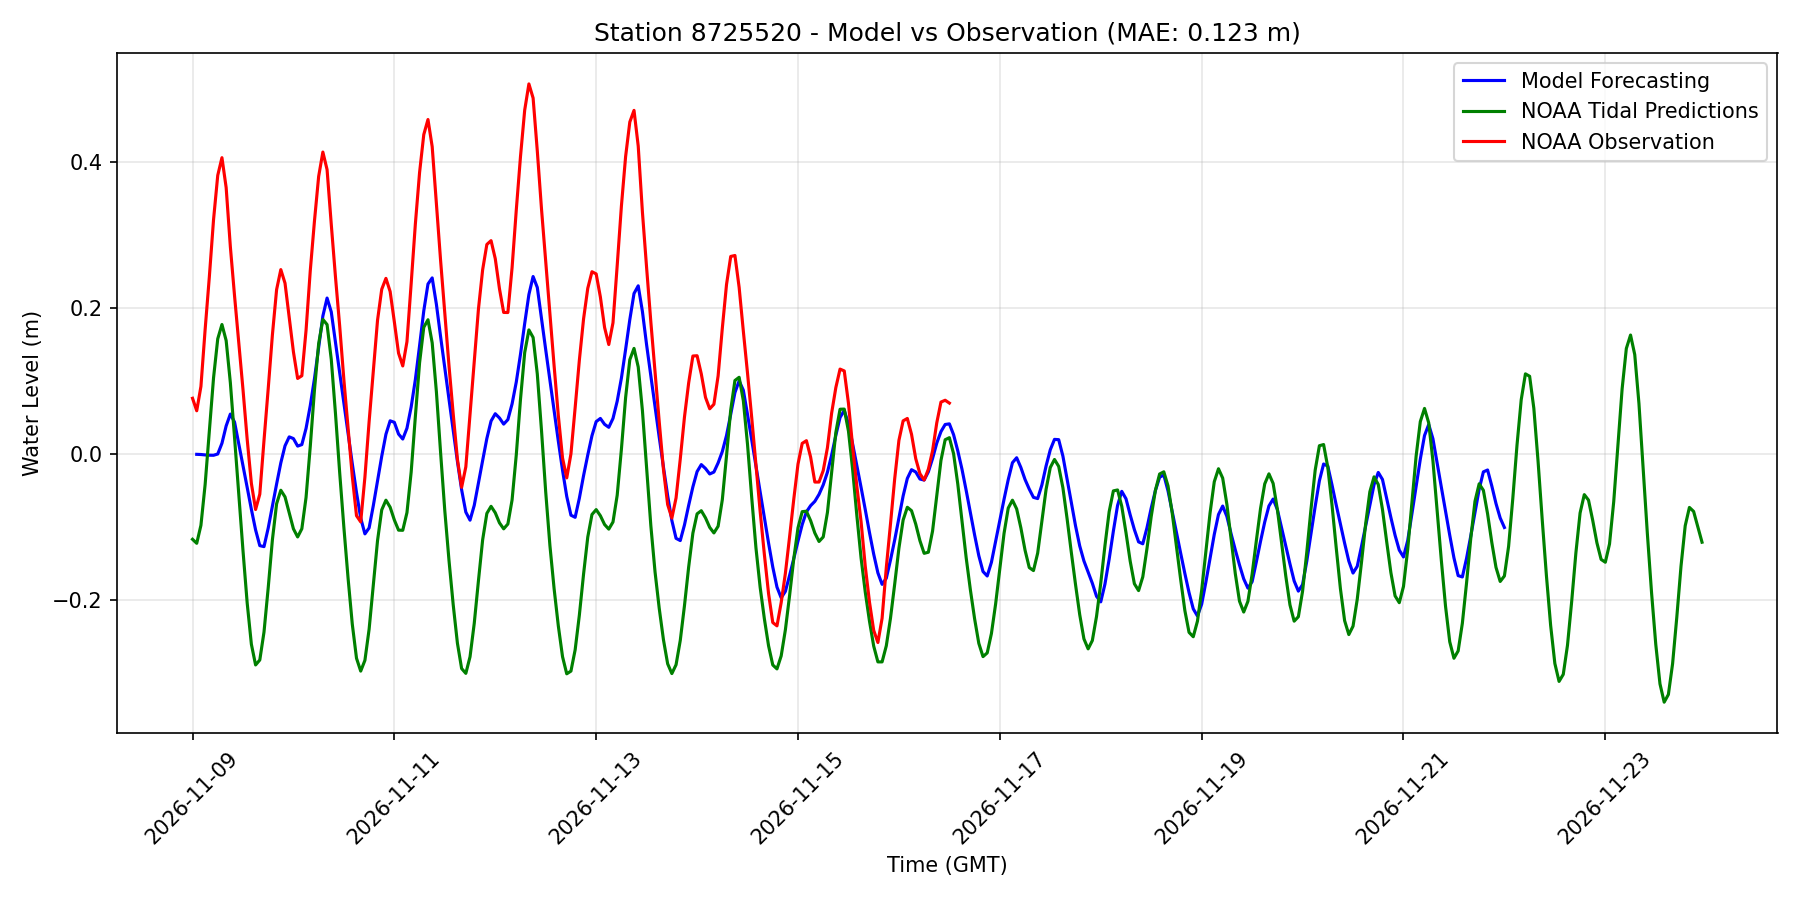 Station 8725520 - Model vs Observation (MAE: 0.123 m)
Model Forecasting
NOAA Tidal Predictions
NOAA Observation
Water Level (m)
0.4
0.2
0.0
−0.2
2026-11-09
2026-11-11
2026-11-13
2026-11-15
2026-11-17
2026-11-19
2026-11-21
2026-11-23
Time (GMT)